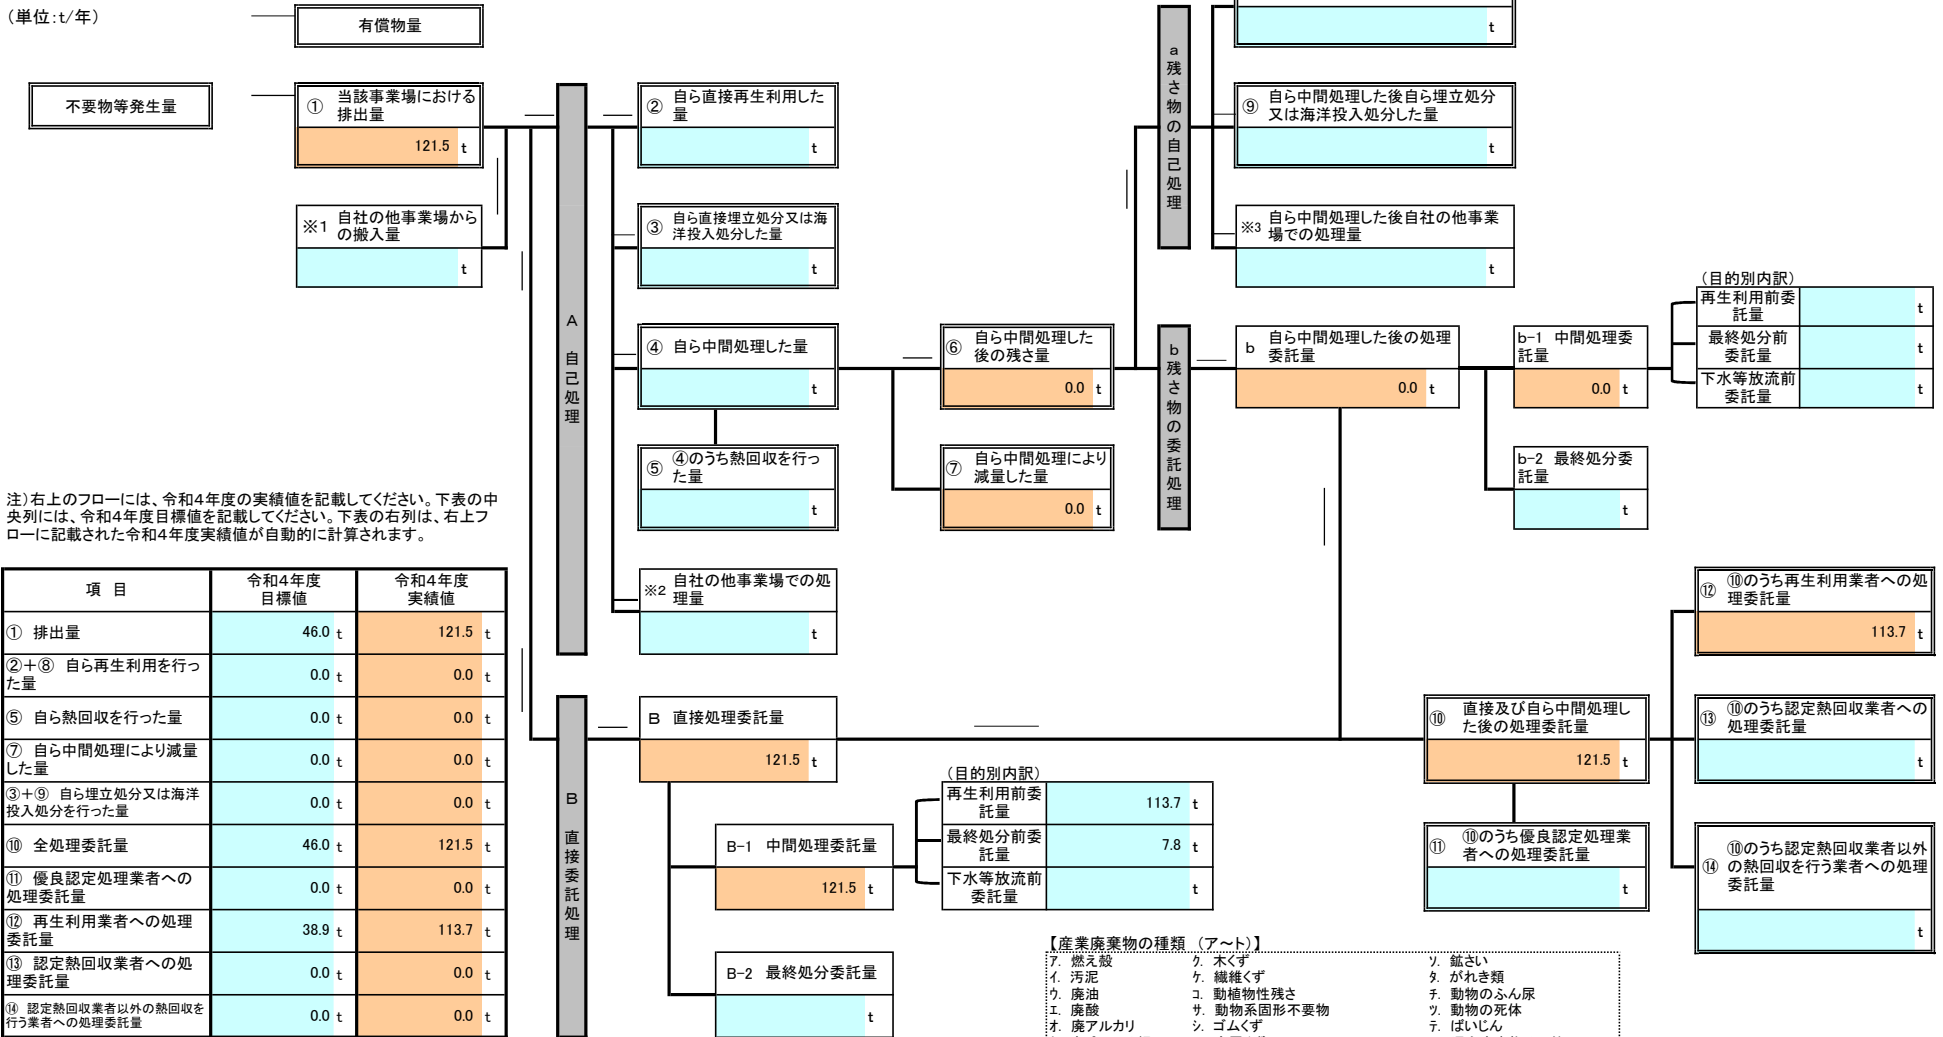 (単位:t/年)
有償物量
t
不要物等発生量
① 当該事業場における
排出量
121.5 t
※1 自社の他事業場から
の搬入量
t
A 自己処理
② 自ら直接再生利用した
量
t
③ 自ら直接埋立処分又は海
洋投入処分した量
t
④ 自ら中間処理した量
t
⑤ ④のうち熱回収を行っ
た量
t
※2 自社の他事業場での処
理量
t
⑥ 自ら中間処理した
後の残さ量
0.0 t
⑦ 自ら中間処理により
減量した量
0.0 t
a 残さ物の自己処理
⑨ 自ら中間処理した後自ら埋立処分
又は海洋投入処分した量
t
※3 自ら中間処理した後自社の他事業
場での処理量
t
b 残さ物の委託処理
b 自ら中間処理した後の処理
委託量
0.0 t
b-1 中間処理委
託量
0.0 t
b-2 最終処分委
託量
t
(目的別内訳)
再生利用前委
託量
t
最終処分前
委託量
t
下水等放流前
委託量
t
注)右上のフローには、令和4年度の実績値を記載してください。下表の中
央列には、令和4年度目標値を記載してください。下表の右列は、右上フ
ローに記載された令和4年度実績値が自動的に計算されます。
項 目 令和4年度 目標値 令和4年度 実績値
① 排出量 46.0 t 121.5 t
②+⑧ 自ら再生利用を行っ
た量 0.0 t 0.0 t
⑤ 自ら熱回収を行った量 0.0 t 0.0 t
⑦ 自ら中間処理により減量
した量 0.0 t 0.0 t
③+⑨ 自ら埋立処分又は海洋
投入処分を行った量 0.0 t 0.0 t
⑩ 全処理委託量 46.0 t 121.5 t
⑪ 優良認定処理業者への
処理委託量 0.0 t 0.0 t
⑫ 再生利用業者への処理
委託量 38.9 t 113.7 t
⑬ 認定熱回収業者への処
理委託量 0.0 t 0.0 t
⑭ 認定熱回収業者以外の熱回収を
行う業者への処理委託量 0.0 t 0.0 t
B 直接委託処理
B 直接処理委託量
121.5 t
B-1 中間処理委託量
121.5 t
B-2 最終処分委託量
t
(目的別内訳)
再生利用前委
託量
113.7 t
最終処分前委
託量
7.8 t
下水等放流前
委託量
t
⑩ 直接及び自ら中間処理し
た後の処理委託量
121.5 t
⑪ ⑩のうち優良認定処理業
者への処理委託量
t
⑫ ⑩のうち再生利用業者への処
理委託量
113.7 t
⑬ ⑩のうち認定熱回収業者への
処理委託量
t
⑭ ⑩のうち認定熱回収業者以外
の熱回収を行う業者への処理
委託量
t
【産業廃棄物の種類 (ア~ト)】
ア. 燃え殻 ク. 木くず ソ. 鉱さい
イ. 汚泥 ケ. 繊維くず タ. がれき類
ウ. 廃油 コ. 動植物性残さ チ. 動物のふん尿
エ. 廃酸 サ. 動物系固形不要物 ツ. 動物の死体
オ. 廃アルカリ シ. ゴムくず テ. ばいじん